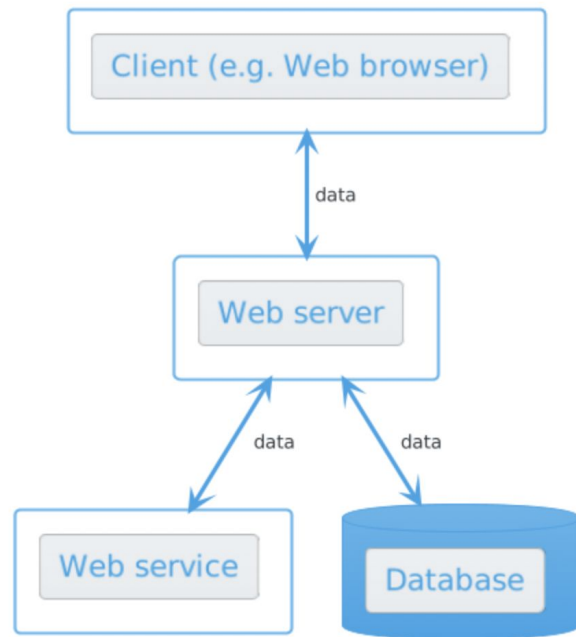 Client (e.g. Web browser)
data
Web server
data
data
Web service
Database